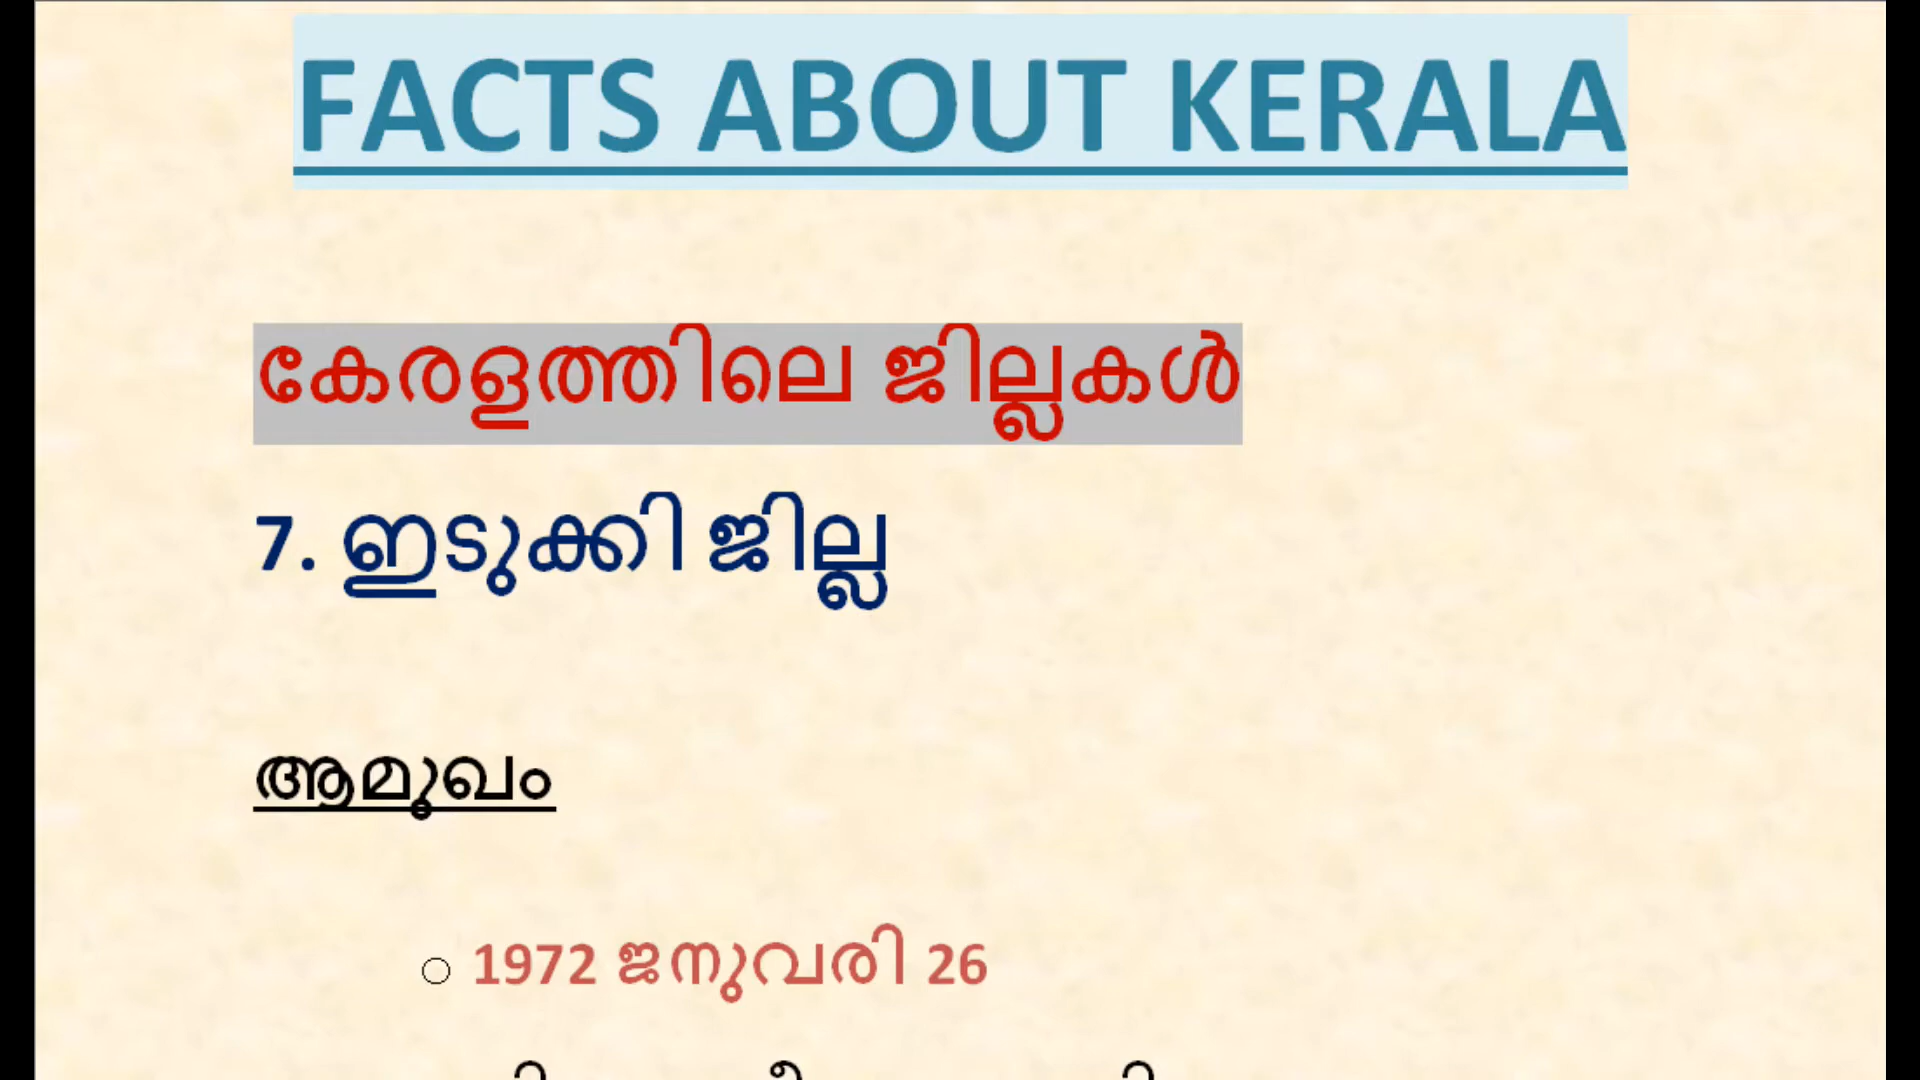 FACTS ABOUT KERALA
കേരളത്തിലെ ജില്ലകൾ
7. ഇടുക്കി ജില്ല
ആമുഖം
○ 1972 ജനുവരി 26